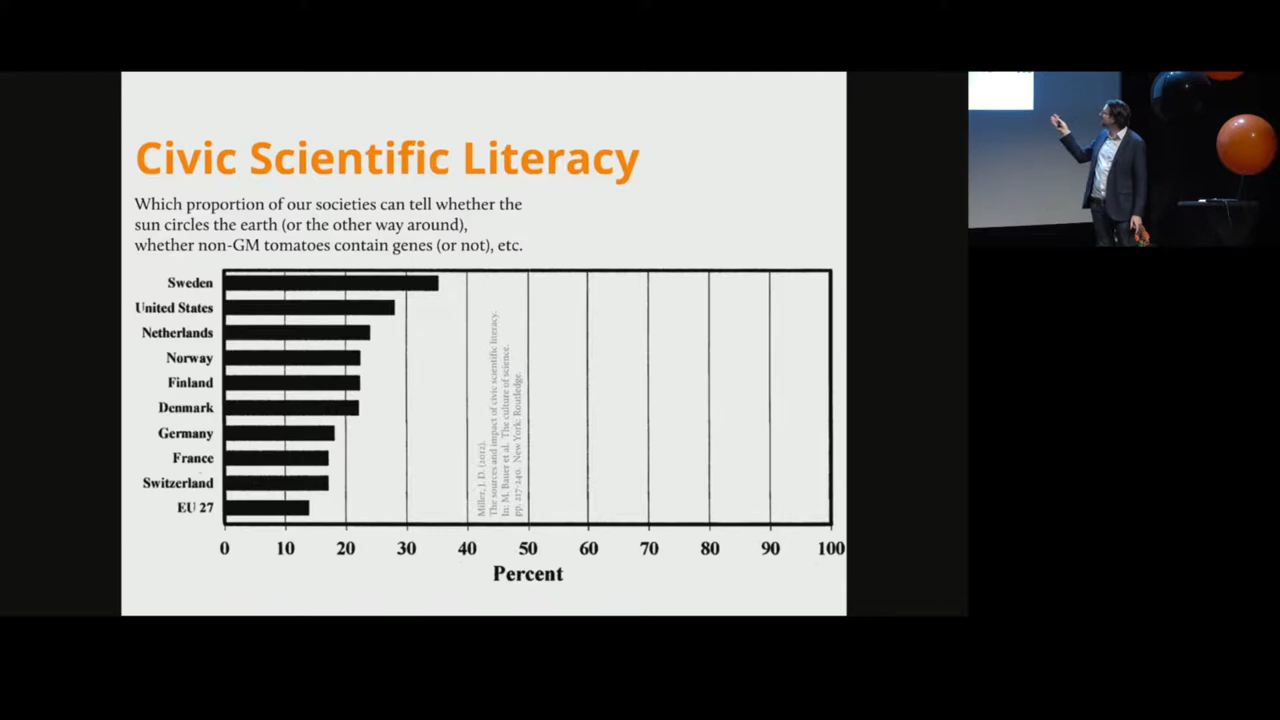 Civic Scientific Literacy
Which proportion of our societies can tell whether the
sun circles the earth (or the other way around),
whether non-GM tomatoes contain genes (or not), etc.
Sweden
United States
Netherlands
Norway
Finland
Denmark
Germany
France
Switzerland
EU 27
Miller, J. D. (2012).
The sources and impact of civic scientific literacy.
In: M. Bauer et al. The culture of science.
pp. 217-240. New York: Routledge.
0 10 20 30 40 50 60 70 80 90 100
Percent